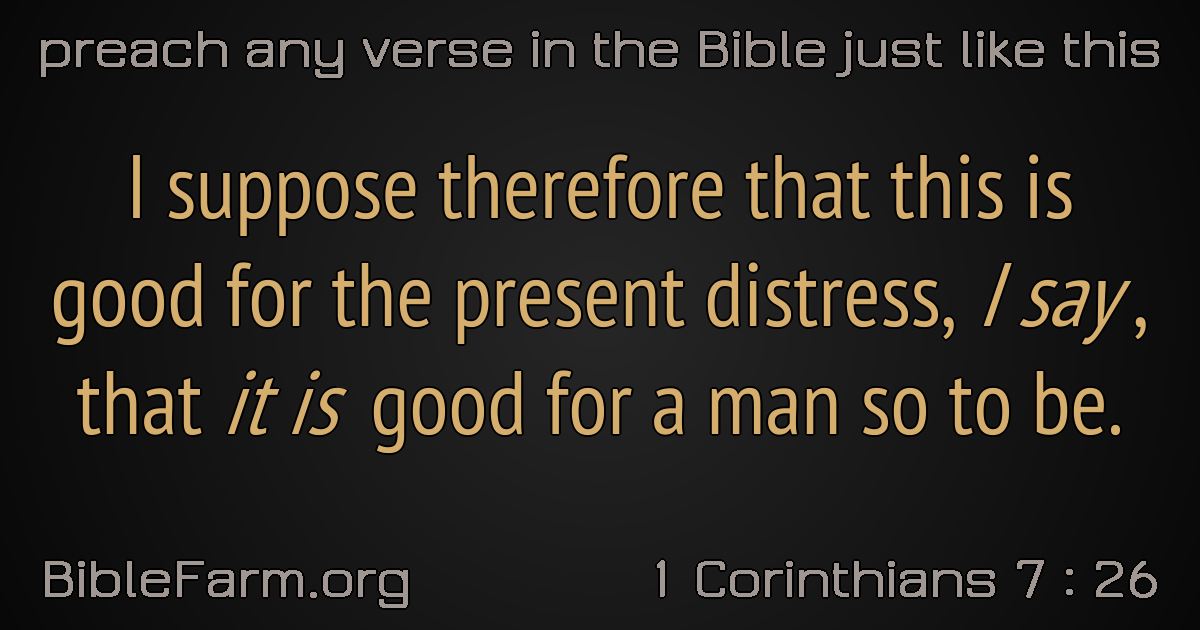 preach any verse in the Bible just like this
I suppose therefore that this is
good for the present distress, I say,
that it is good for a man so to be.
BibleFarm.org
1 Corinthians 7 : 26